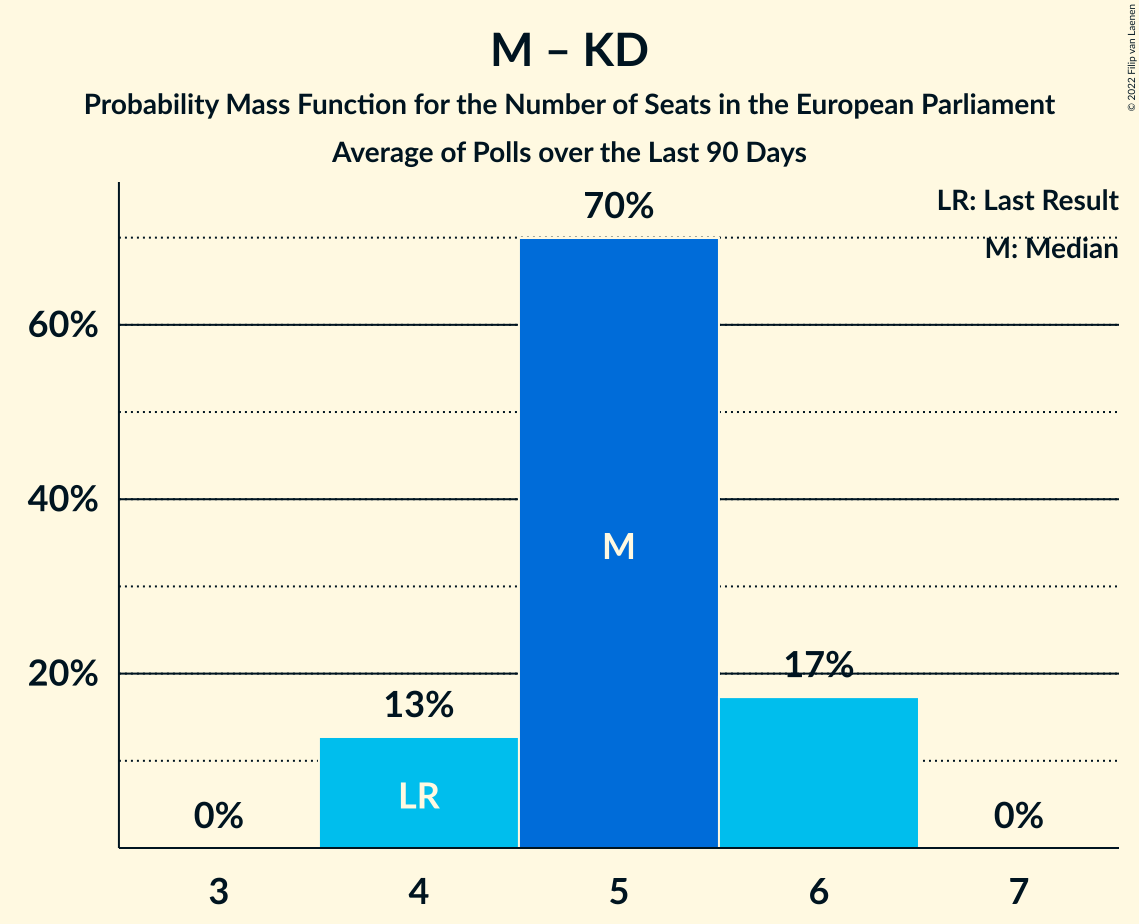 M – KD
Probability Mass Function for the Number of Seats in the European Parliament
Average of Polls over the Last 90 Days
© 2022 Filip van Laenen
LR: Last Result
M: Median
70%
60%
40%
20%
M
17%
13%
LR
0%
0%
3 4 5 6 7